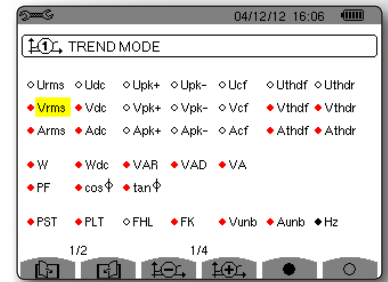 04/12/12 16:06
1 TREND MODE
Urms Udc Upk+ Upk- Ucf Uthdf Uthdr
Vrms Vdc Vpk+ Vpk- Vcf Vthdf Vthdr
Arms Adc Apk+ Apk- Acf Athdf Athdr
W Wdc VAR VAD VA
PF cos ϕ tan ϕ
PST PLT FHL FK Vunb Aunb Hz
1/2 1/4